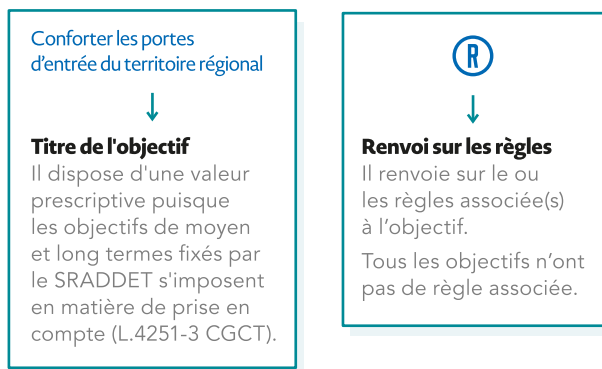 Conforter les portes
d’entrée du territoire régional
Titre de l'objectif
Il dispose d'une valeur
prescriptive puisque
les objectifs de moyen
et long termes fixés par
le SRADDET s'imposent
en matière de prise en
compte (L.4251-3 CGCT).
R
Renvoi sur les règles
Il renvoie sur le ou
les règles associée(s)
à l’objectif.
Tous les objectifs n’ont
pas de règle associée.